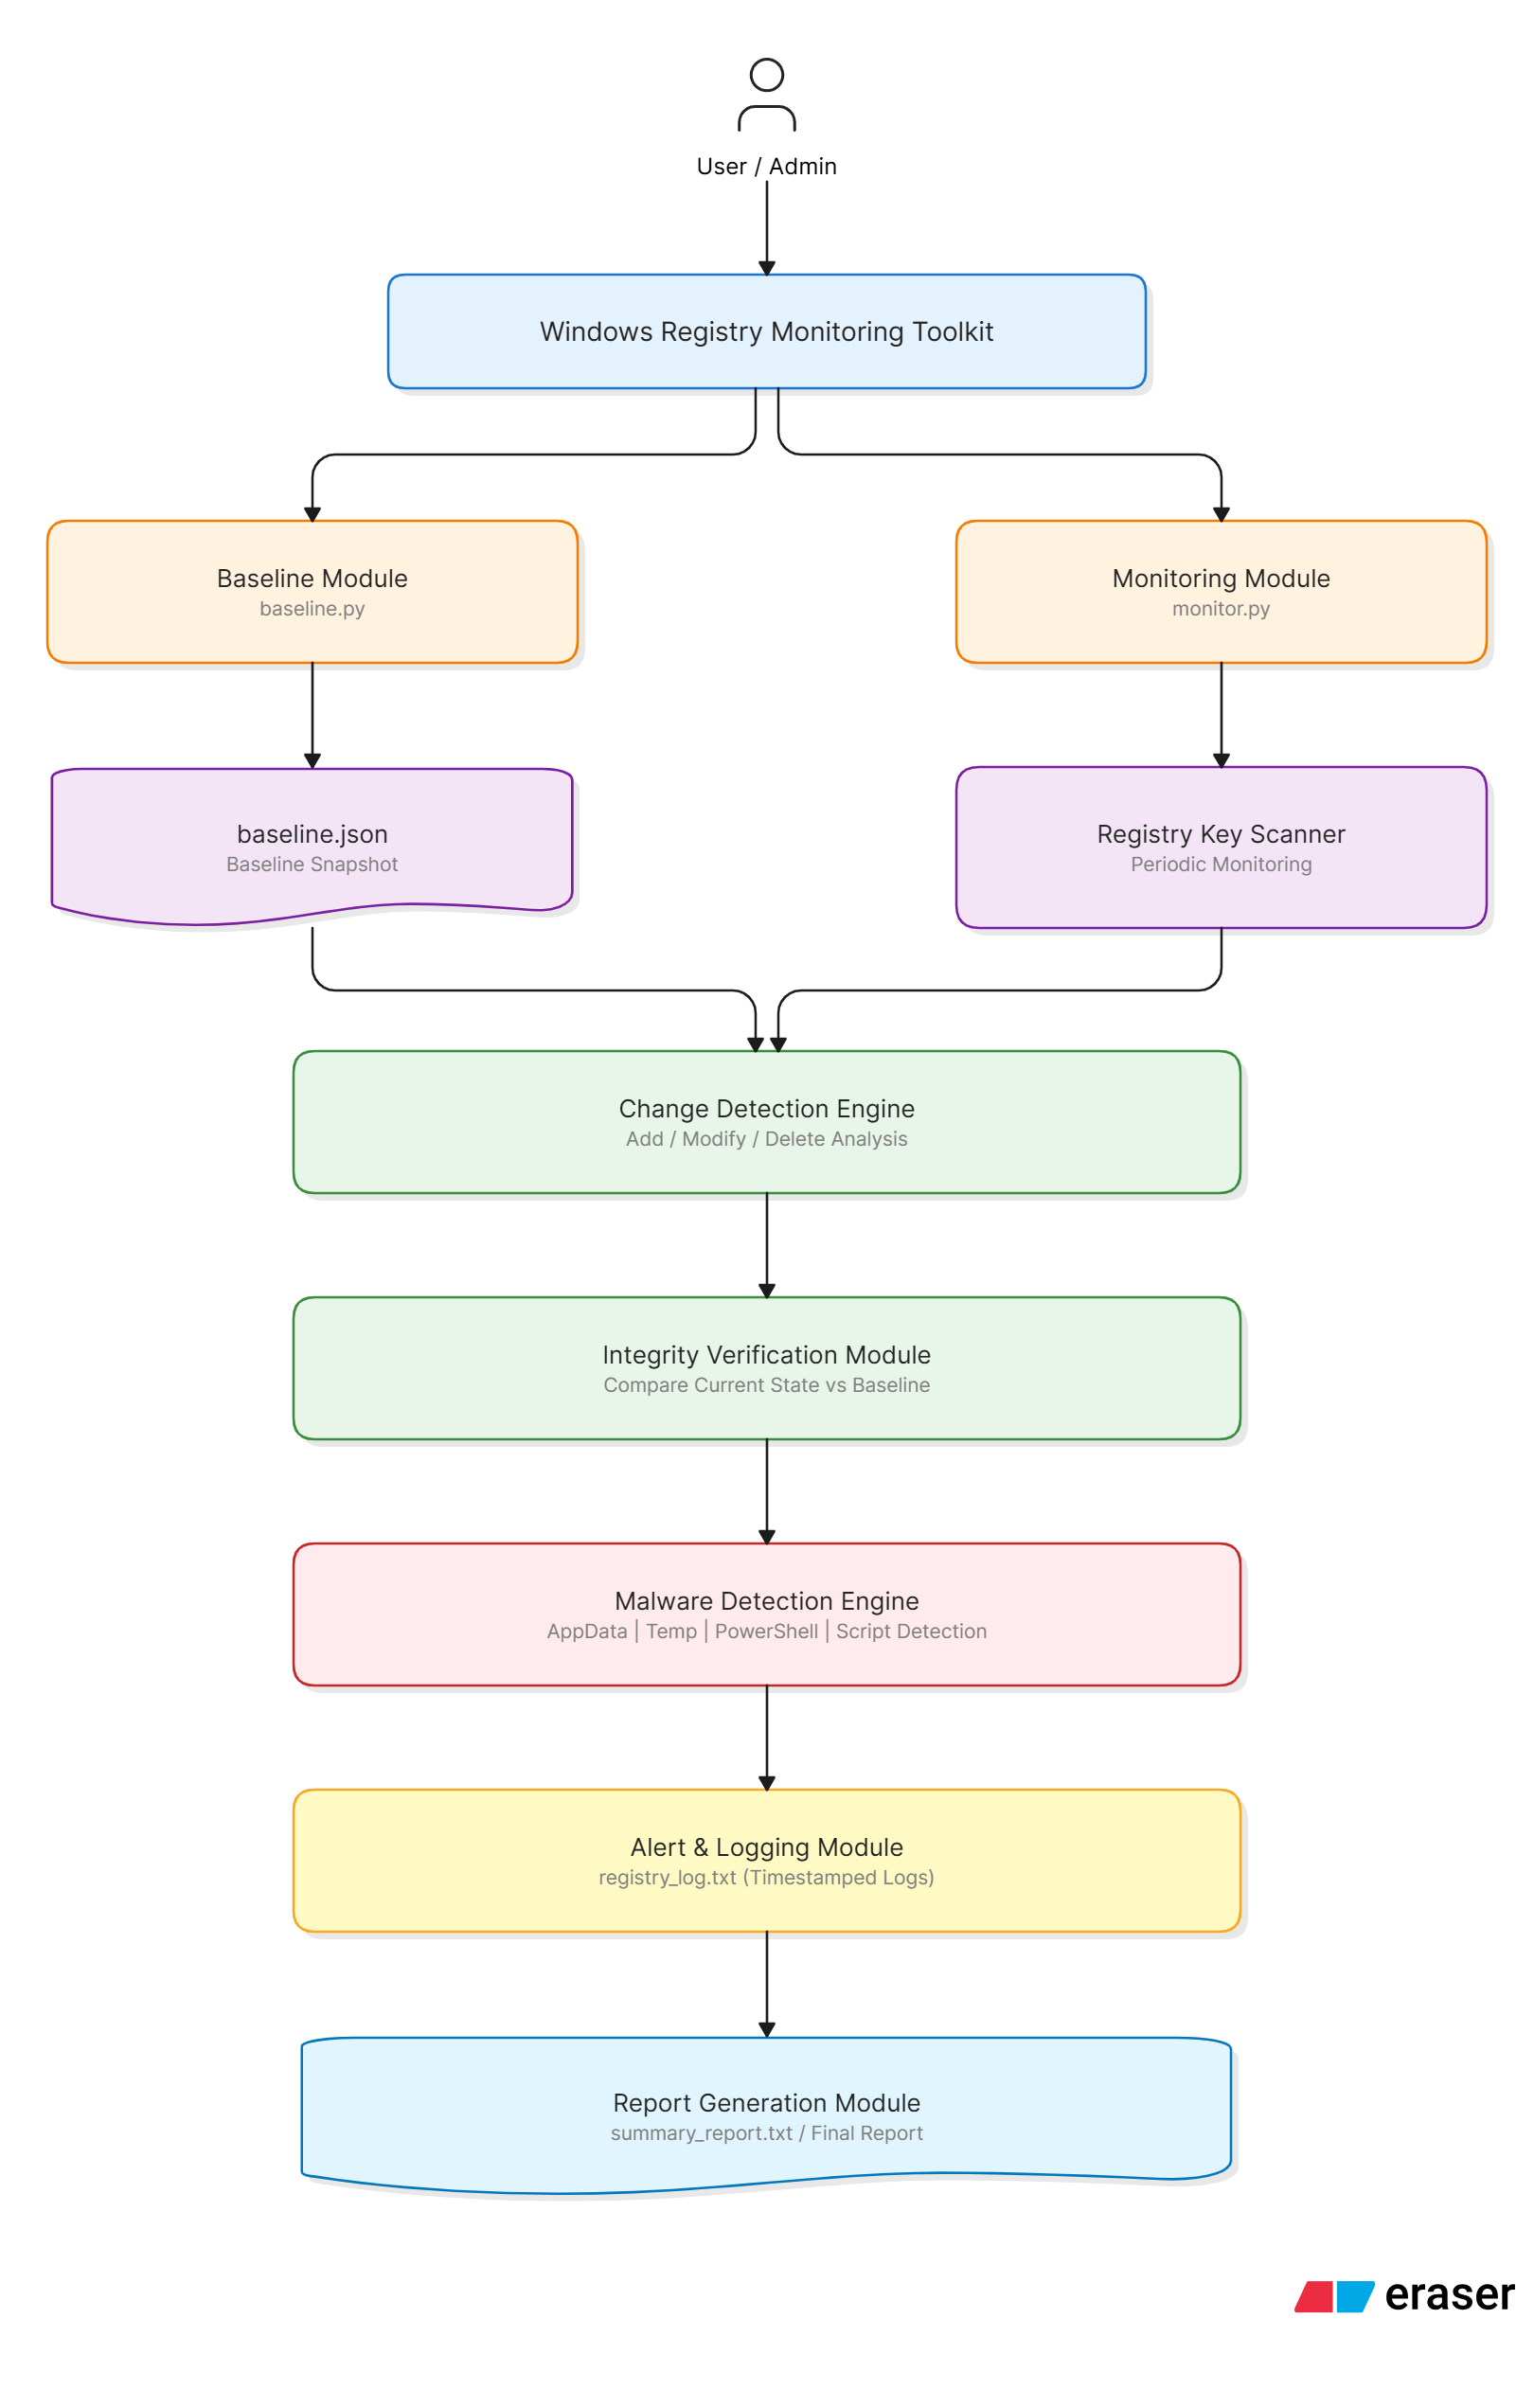 User / Admin
Windows Registry Monitoring Toolkit
Baseline Module
baseline.py
Monitoring Module
monitor.py
baseline.json
Baseline Snapshot
Registry Key Scanner
Periodic Monitoring
Change Detection Engine
Add / Modify / Delete Analysis
Integrity Verification Module
Compare Current State vs Baseline
Malware Detection Engine
AppData | Temp | PowerShell | Script Detection
Alert & Logging Module
registry_log.txt (Timestamped Logs)
Report Generation Module
summary_report.txt / Final Report
eraser